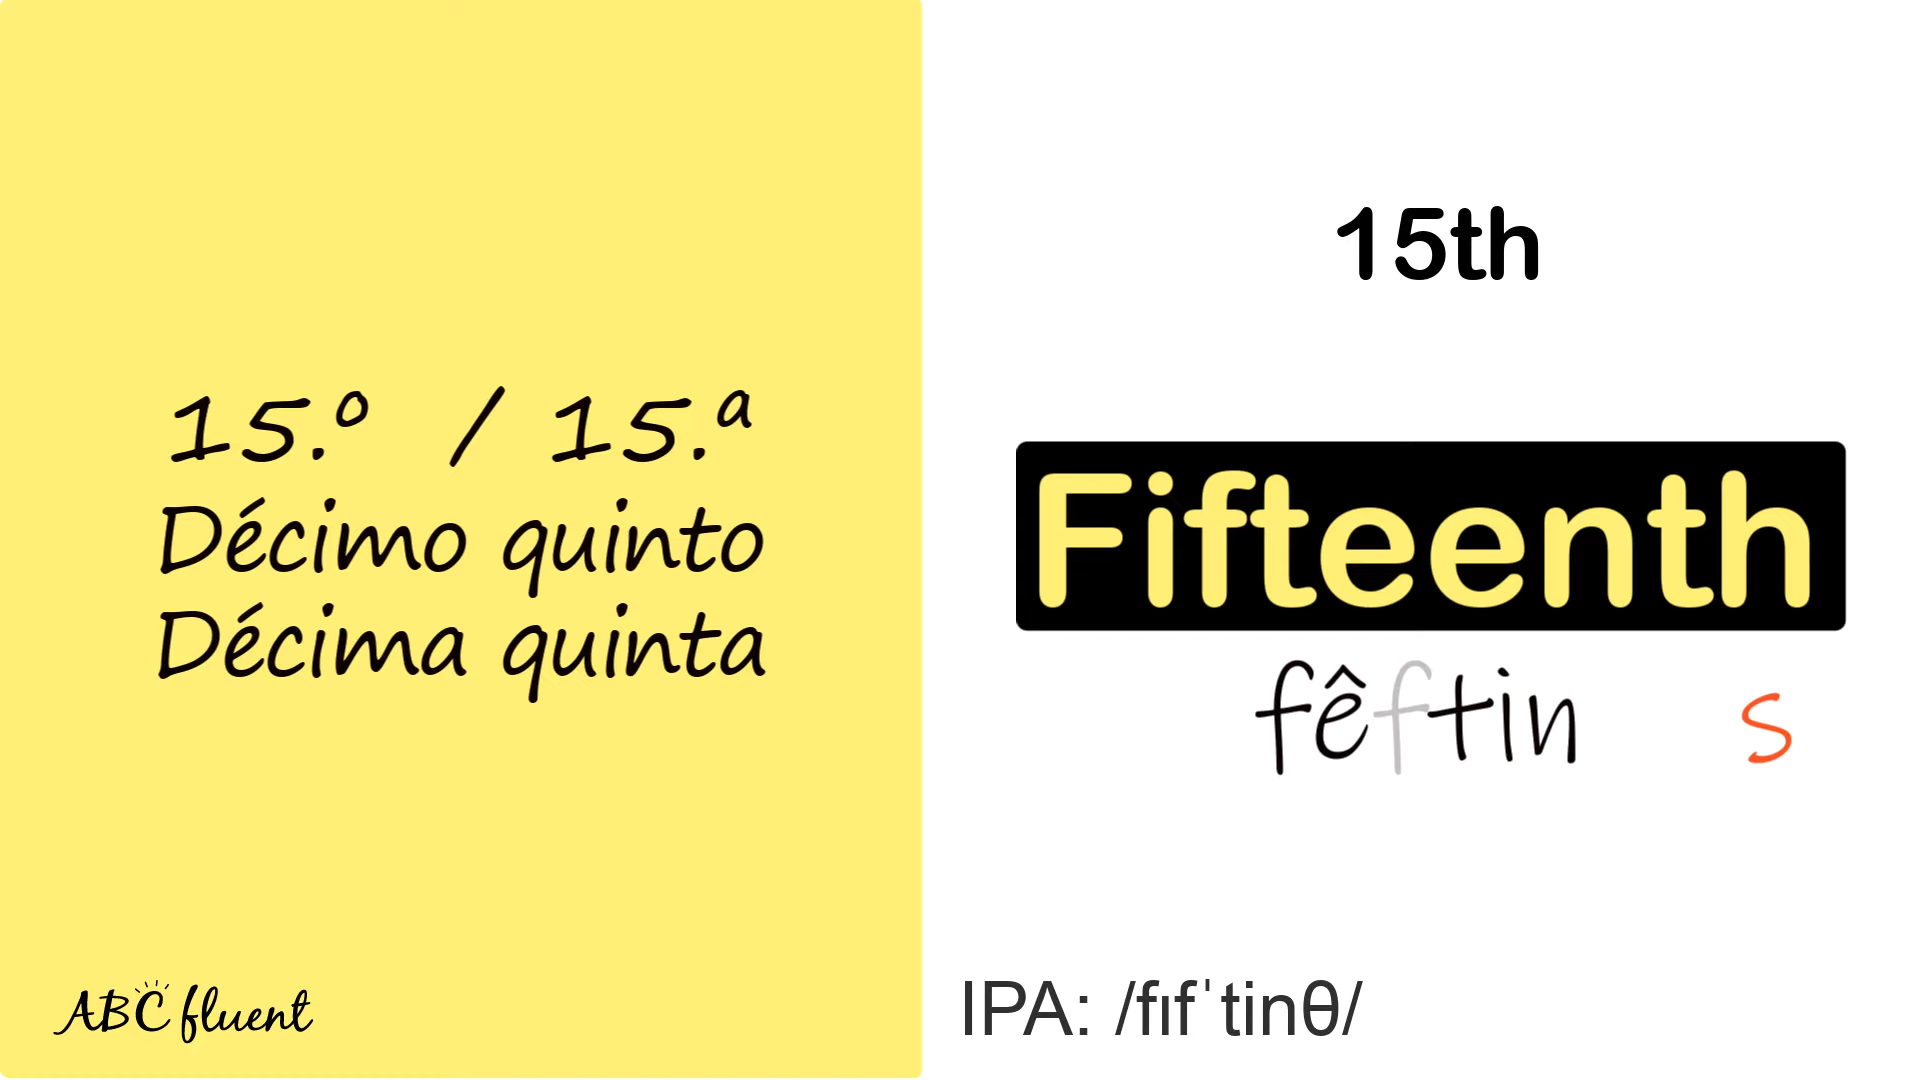 15.º / 15.ª
Décimo quinto
Décima quinta
ABC fluent
15th
Fifteenth
fêftin s
IPA: /fɪfˈtinθ/